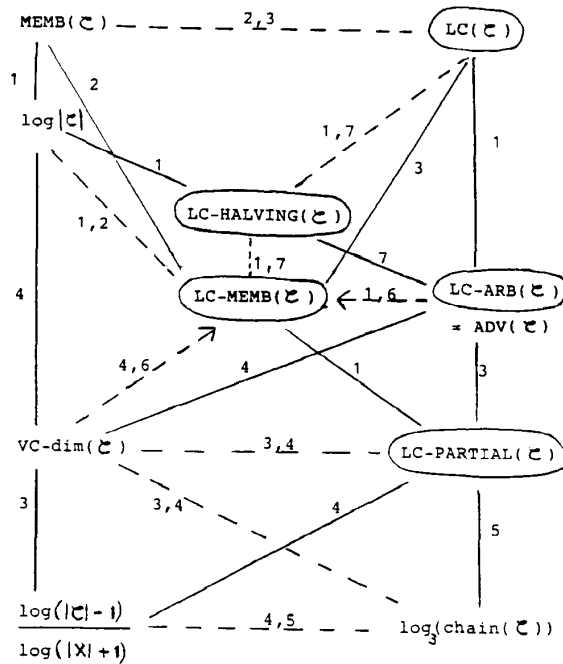 MEMB(ℭ) 2,3 LC(ℭ)
1 2
log|ℭ| 1,7 1
1 3
LC-HALVING(ℭ)
1,2
1,7 7
LC-MEMB(ℭ) 1,6 LC-ARB(ℭ)
= ADV(ℭ)
4
4,6 4 1 3
VC-dim(ℭ) 3,4 LC-PARTIAL(ℭ)
3 3,4 4 5
log(|ℭ|-1) 4,5 log₃(chain(ℭ))
log(|X|+1)